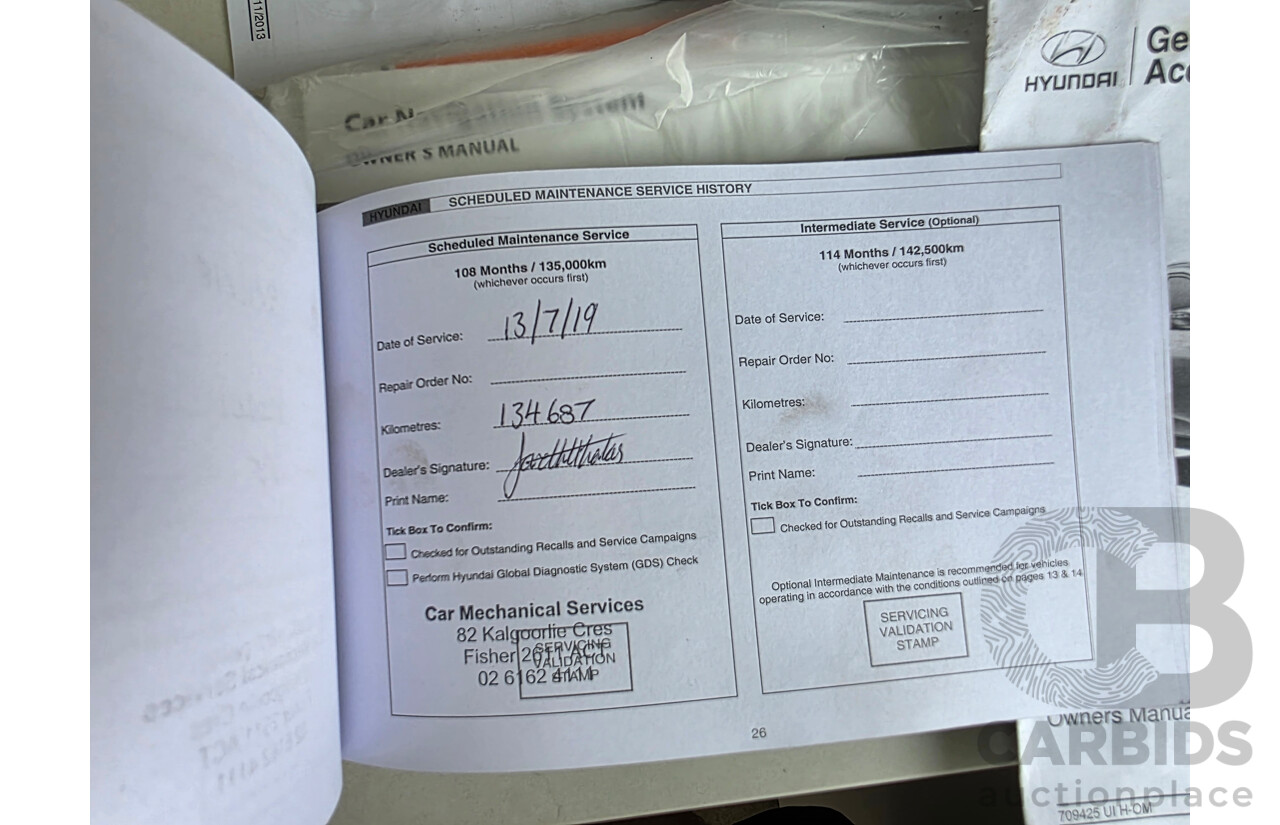 11/2013
Car Navigation System
OWNER'S MANUAL
HYUNDAI
Ge
Acc
HYUNDAI
SCHEDULED MAINTENANCE SERVICE HISTORY
Scheduled Maintenance Service
108 Months / 135,000km
(whichever occurs first)
Date of Service: 13/7/19
Repair Order No:
Kilometres: 134687
Dealer's Signature:
Print Name:
Tick Box To Confirm:
Checked for Outstanding Recalls and Service Campaigns
Perform Hyundai Global Diagnostic System (GDS) Check
Car Mechanical Services
82 Kalgoorlie Cres
Fisher 2611 ACT
02 6162 4111
SERVICING
VALIDATION
STAMP
Intermediate Service (Optional)
114 Months / 142,500km
(whichever occurs first)
Date of Service:
Repair Order No:
Kilometres:
Dealer's Signature:
Print Name:
Tick Box To Confirm:
Checked for Outstanding Recalls and Service Campaigns
Optional Intermediate Maintenance is recommended for vehicles
operating in accordance with the conditions outlined on pages 13 & 14
SERVICING
VALIDATION
STAMP
26
Owners Manua
709425 UI H-OM
CARBIDS
auctionplace